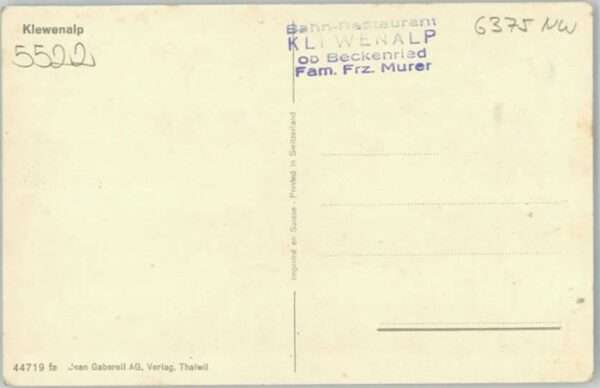 Klewenalp
5522
Bahn-Restaurant
KLEWENALP
ob Beckenried
Fam. Frz. Murer
6375 NW
Imprimé en Suisse - Printed in Switzerland
44719 fa Jean Gaberell AG, Verlag, Thalwil